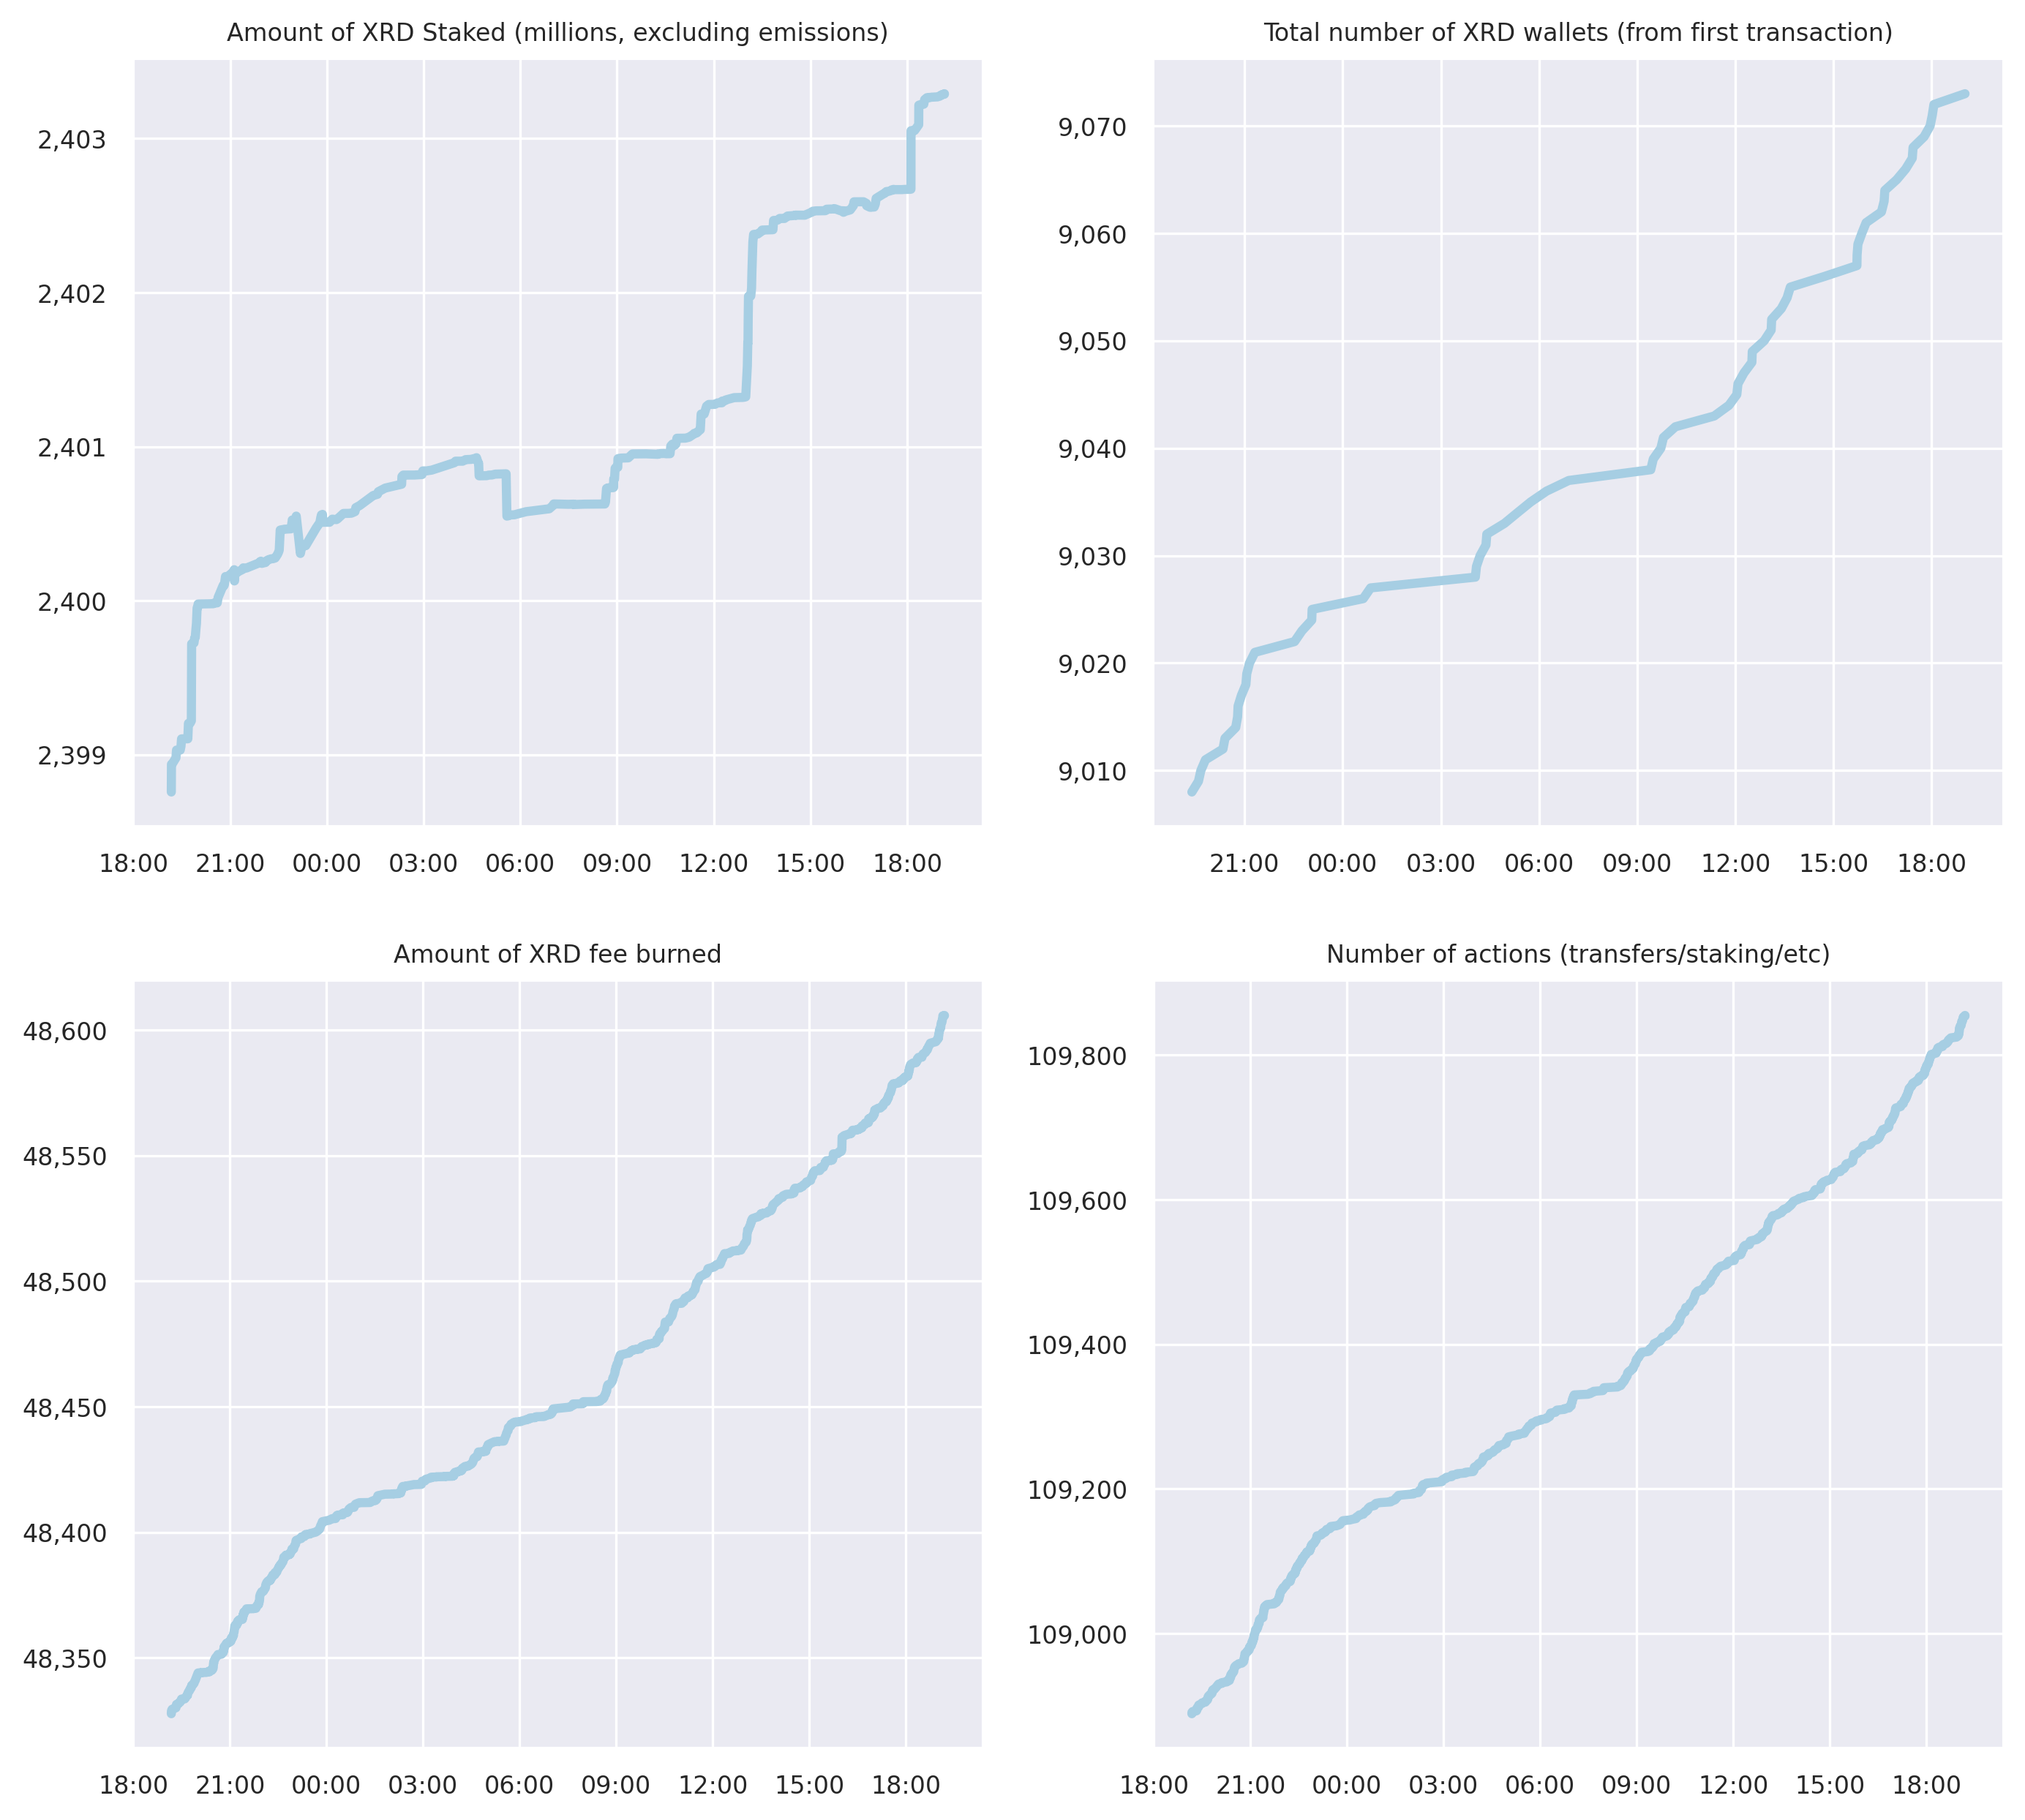 Amount of XRD Staked (millions, excluding emissions)
2,403
2,402
2,401
2,400
2,399
18:00 21:00 00:00 03:00 06:00 09:00 12:00 15:00 18:00
Total number of XRD wallets (from first transaction)
9,070
9,060
9,050
9,040
9,030
9,020
9,010
21:00 00:00 03:00 06:00 09:00 12:00 15:00 18:00
Amount of XRD fee burned
48,600
48,550
48,500
48,450
48,400
48,350
18:00 21:00 00:00 03:00 06:00 09:00 12:00 15:00 18:00
Number of actions (transfers/staking/etc)
109,800
109,600
109,400
109,200
109,000
18:00 21:00 00:00 03:00 06:00 09:00 12:00 15:00 18:00